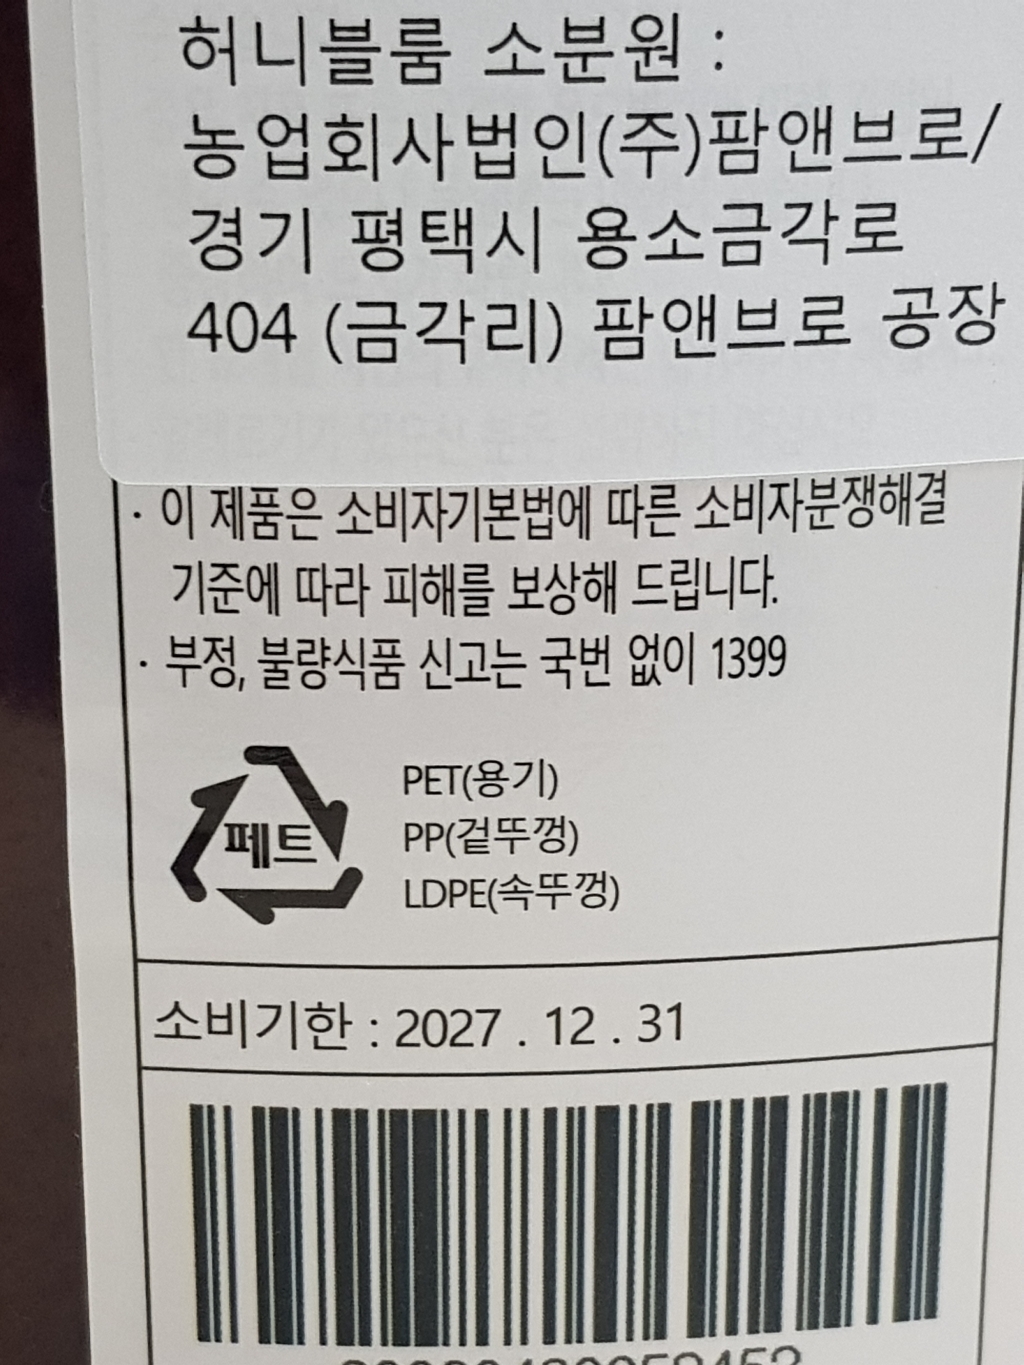 허니블룸 소분원 :
농업회사법인(주)팜앤브로/
경기 평택시 용소금각로
404 (금각리) 팜앤브로 공장
· 이 제품은 소비자기본법에 따른 소비자분쟁해결
기준에 따라 피해를 보상해 드립니다.
· 부정, 불량식품 신고는 국번 없이 1399
페트
PET(용기)
PP(겉뚜껑)
LDPE(속뚜껑)
소비기한 : 2027 . 12 . 31